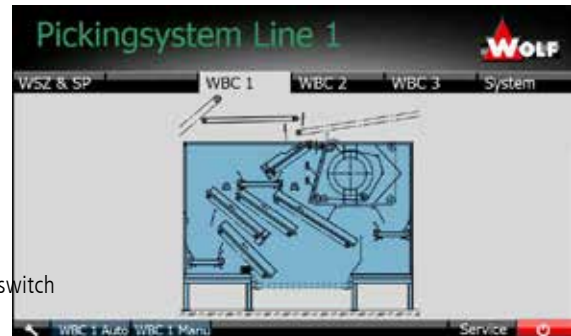 Pickingsystem Line 1
WOLF
WSZ & SP WBC 1 WBC 2 WBC 3 System
switch
WBC 1 Auto WBC 1 Manu Service